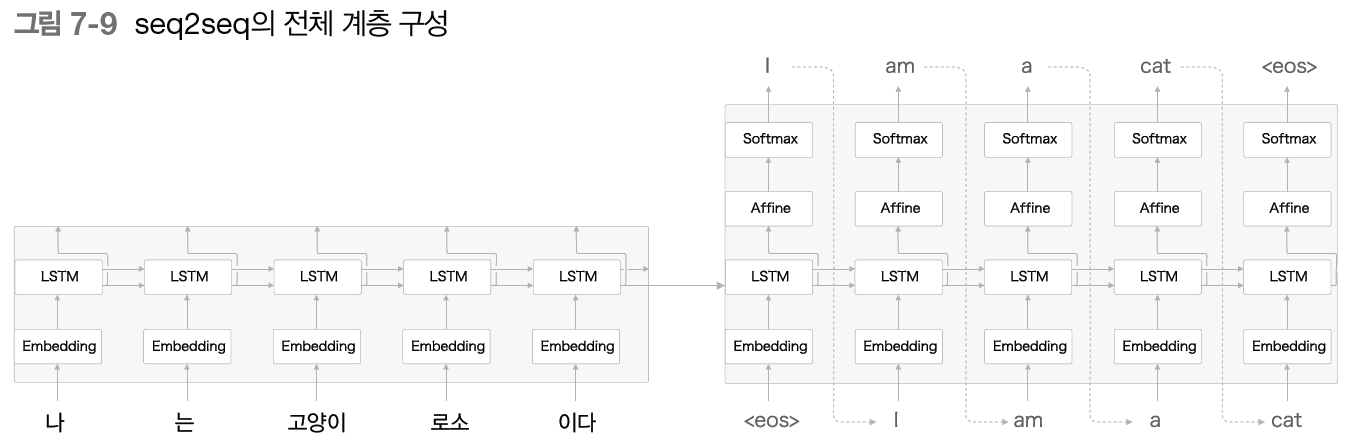 그림 7-9 seq2seq의 전체 계층 구성
I am a cat <eos>
Softmax Softmax Softmax Softmax Softmax
Affine Affine Affine Affine Affine
LSTM LSTM LSTM LSTM LSTM LSTM LSTM LSTM LSTM LSTM
Embedding Embedding Embedding Embedding Embedding Embedding Embedding Embedding Embedding Embedding
나 는 고양이 로소 이다 <eos> I am a cat